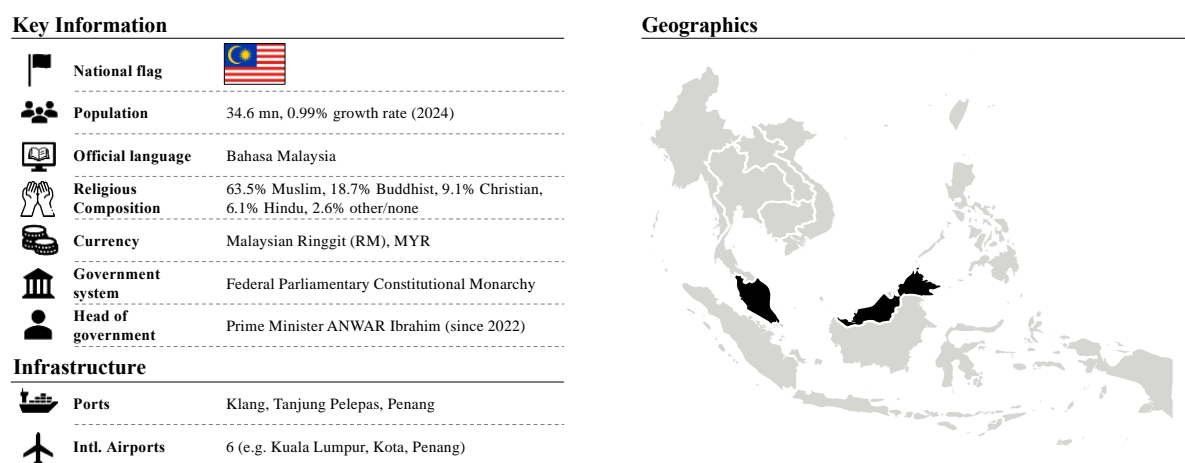 Key Information
National flag
Population
34.6 mn, 0.99% growth rate (2024)
Official language
Bahasa Malaysia
Religious
Composition
63.5% Muslim, 18.7% Buddhist, 9.1% Christian,
6.1% Hindu, 2.6% other/none
Currency
Malaysian Ringgit (RM), MYR
Government
system
Federal Parliamentary Constitutional Monarchy
Head of
government
Prime Minister ANWAR Ibrahim (since 2022)
Infrastructure
Ports
Klang, Tanjung Pelepas, Penang
Intl. Airports
6 (e.g. Kuala Lumpur, Kota, Penang)
Geographics